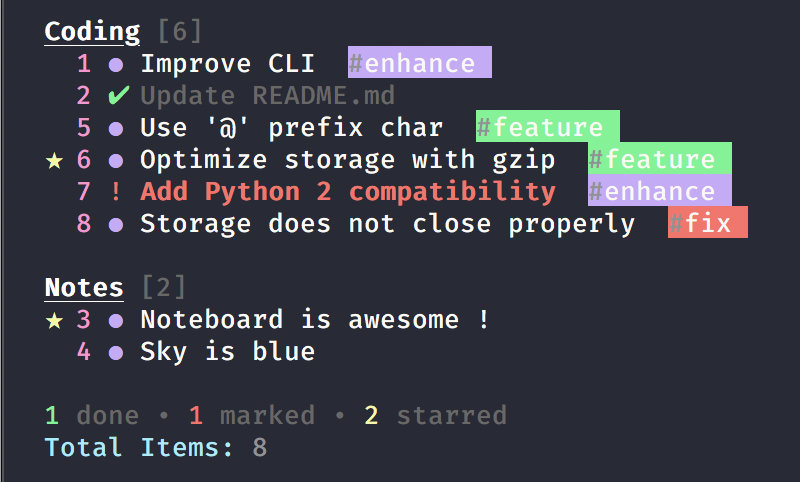 Coding [6]
1 ● Improve CLI #enhance
2 ✔ Update README.md
5 ● Use '@' prefix char #feature
★ 6 ● Optimize storage with gzip #feature
7 ! Add Python 2 compatibility #enhance
8 ● Storage does not close properly #fix
Notes [2]
★ 3 ● Noteboard is awesome !
4 ● Sky is blue
1 done • 1 marked • 2 starred
Total Items: 8